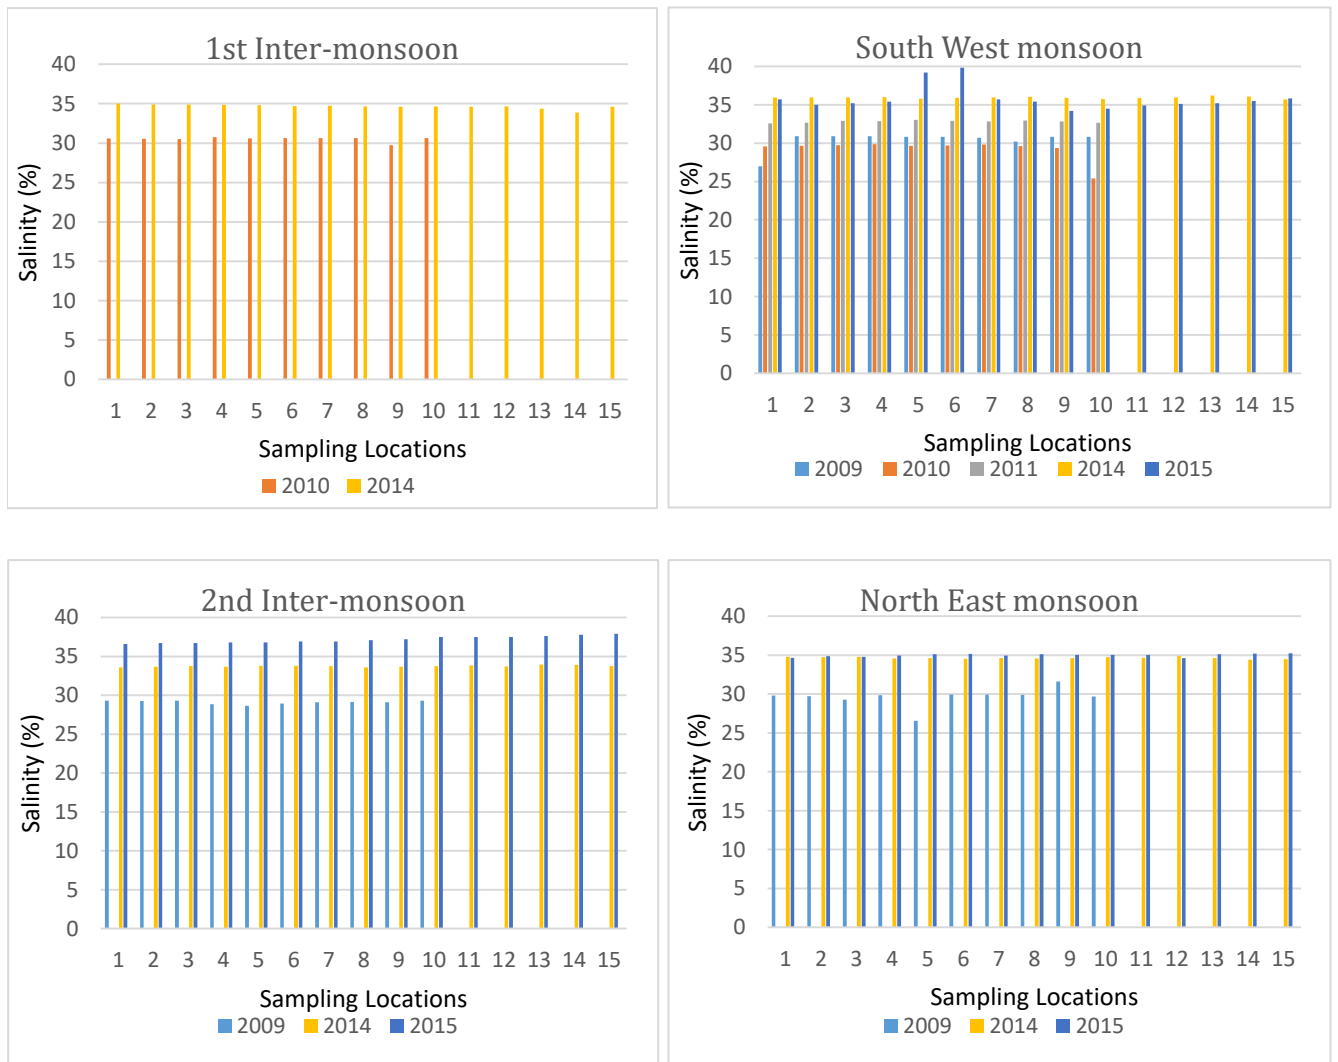 1st Inter-monsoon
40
35
30
25
20
15
10
5
0
Salinity (%)
1 2 3 4 5 6 7 8 9 10 11 12 13 14 15
Sampling Locations
2010 2014
South West monsoon
40
35
30
25
20
15
10
5
0
Salinity (%)
1 2 3 4 5 6 7 8 9 10 11 12 13 14 15
Sampling Locations
2009 2010 2011 2014 2015
2nd Inter-monsoon
40
35
30
25
20
15
10
5
0
Salinity (%)
1 2 3 4 5 6 7 8 9 10 11 12 13 14 15
Sampling Locations
2009 2014 2015
North East monsoon
40
35
30
25
20
15
10
5
0
Salinity (%)
1 2 3 4 5 6 7 8 9 10 11 12 13 14 15
Sampling Locations
2009 2014 2015